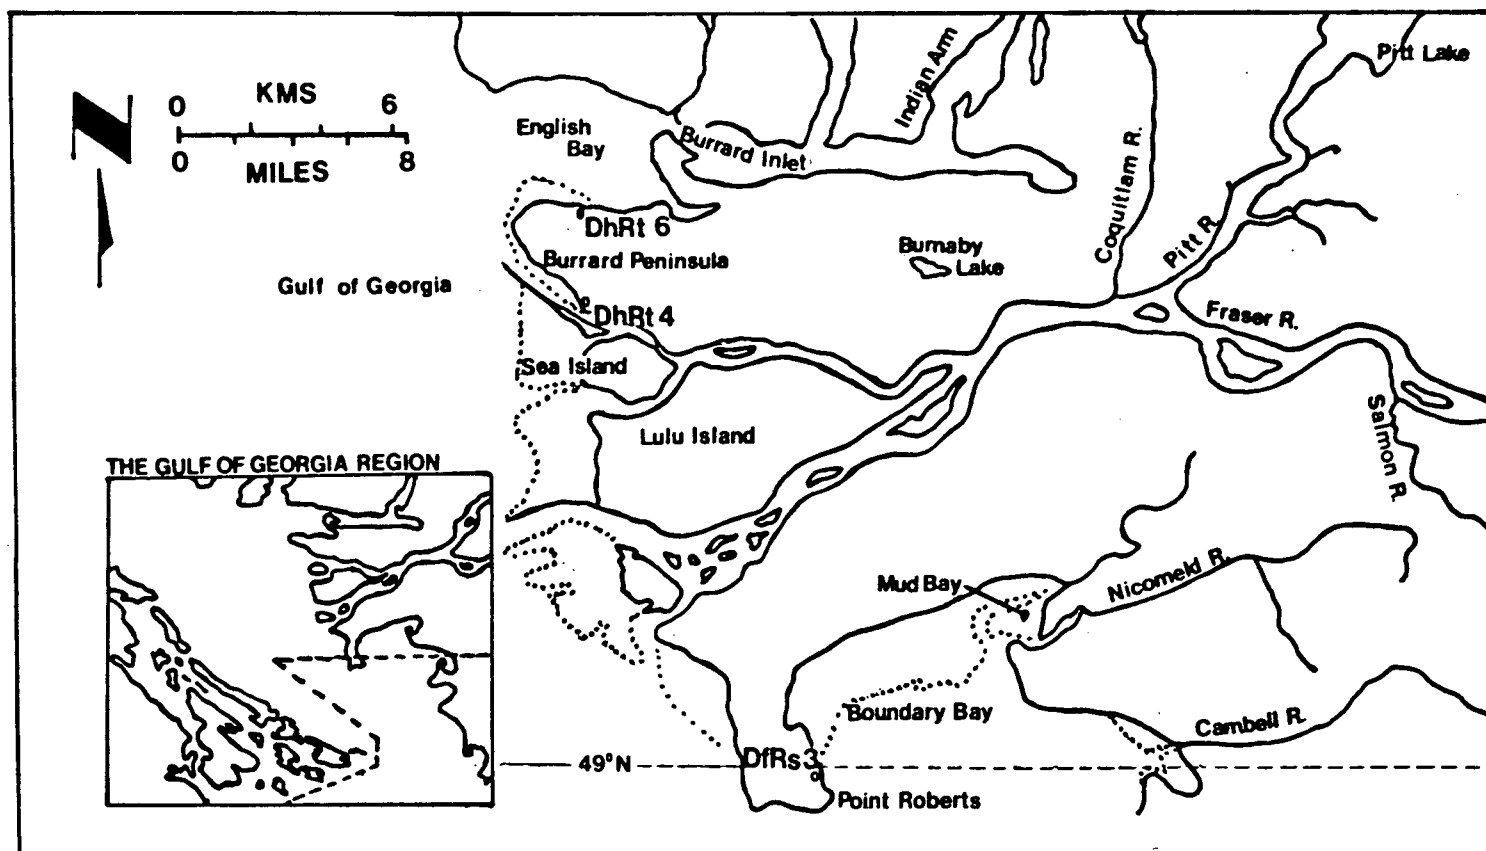 Pitt Lake
0 KMS 6
0 MILES 8
English
Bay
Burrard Inlet
Indian Arm
Coquitlam R.
Pitt R.
DhRt 6
Burrard Peninsula
Burnaby
Lake
Gulf of Georgia
DhRt 4
Fraser R.
Sea Island
Salmon R.
Lulu Island
THE GULF OF GEORGIA REGION
Mud Bay
Nicomekl R.
Boundary Bay
Cambell R.
DfRs 3
49°N
Point Roberts